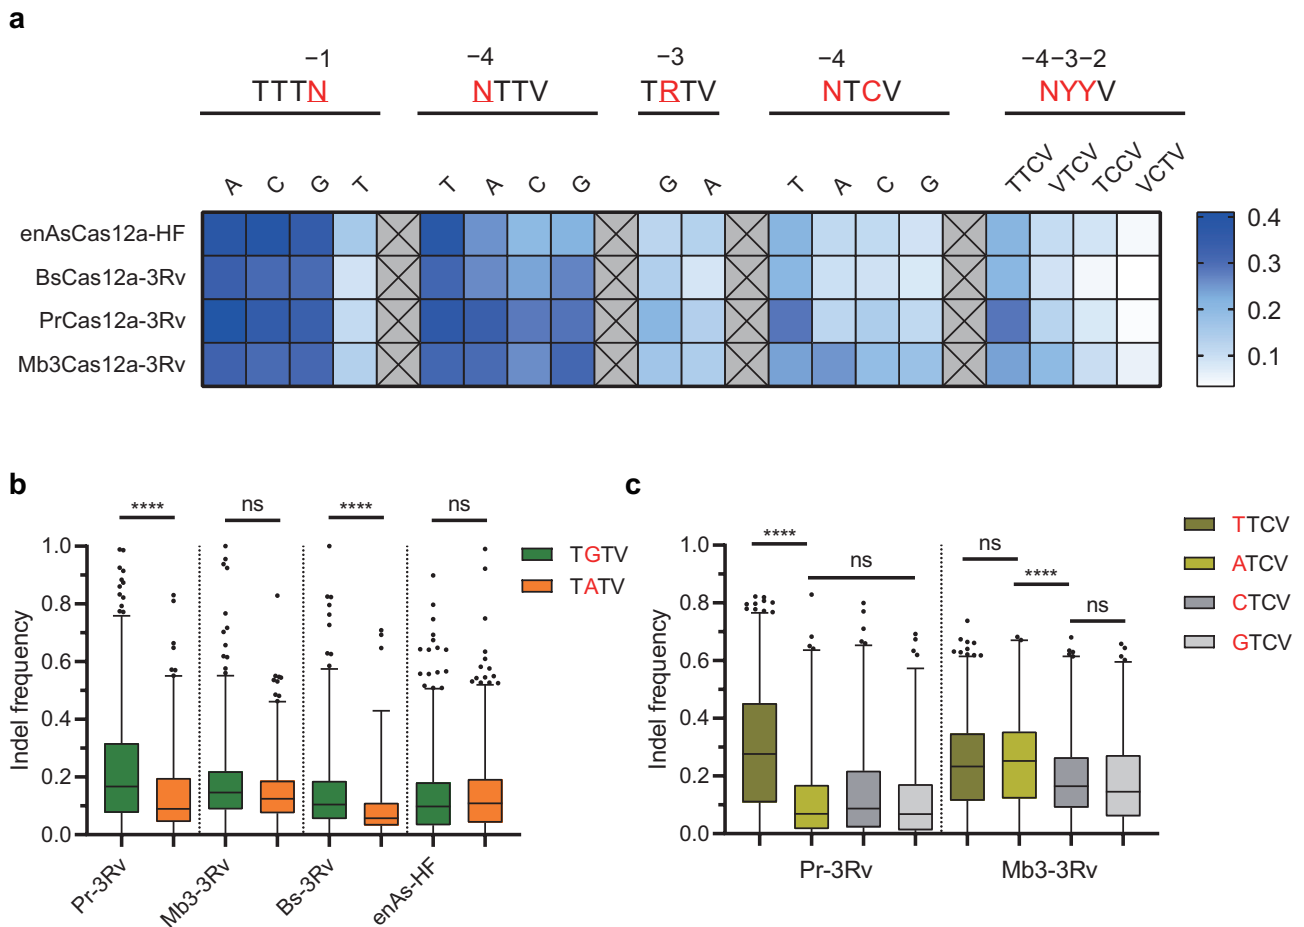 a
−1 −4 −3 −4 −4−3−2
TTTN NTTV TRTV NTCV NYYV
A C G T T A C G G A T A C G TTCV VTCV TCCV VCTV
enAsCas12a-HF
BsCas12a-3Rv
PrCas12a-3Rv
Mb3Cas12a-3Rv
0.4
0.3
0.2
0.1
b
**** ns **** ns
TGTV
TATV
Indel frequency
1.0
0.8
0.6
0.4
0.2
0.0
Pr-3Rv Mb3-3Rv Bs-3Rv enAs-HF
c
**** ns ns **** ns
TTCV
ATCV
CTCV
GTCV
Indel frequency
1.0
0.8
0.6
0.4
0.2
0.0
Pr-3Rv Mb3-3Rv